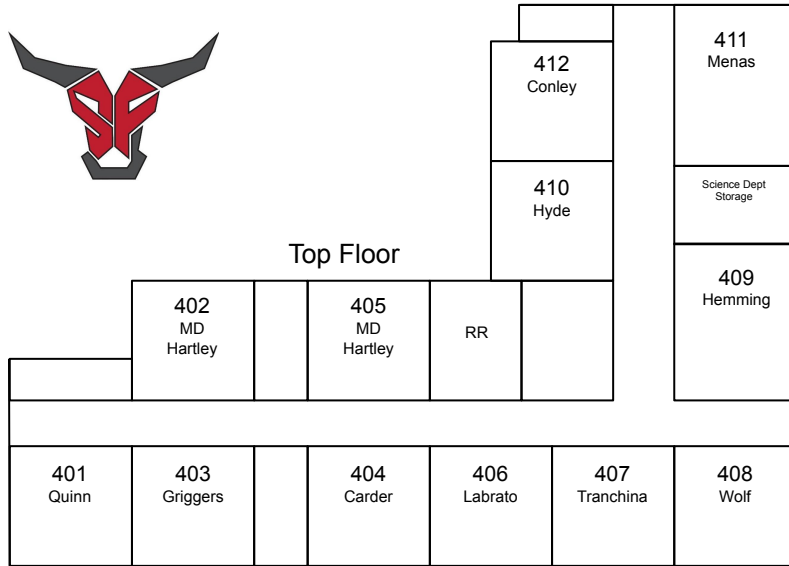 SF
412
Conley
411
Menas
410
Hyde
Science Dept
Storage
Top Floor
409
Hemming
402
MD
Hartley
405
MD
Hartley
RR
401
Quinn
403
Griggers
404
Carder
406
Labrato
407
Tranchina
408
Wolf